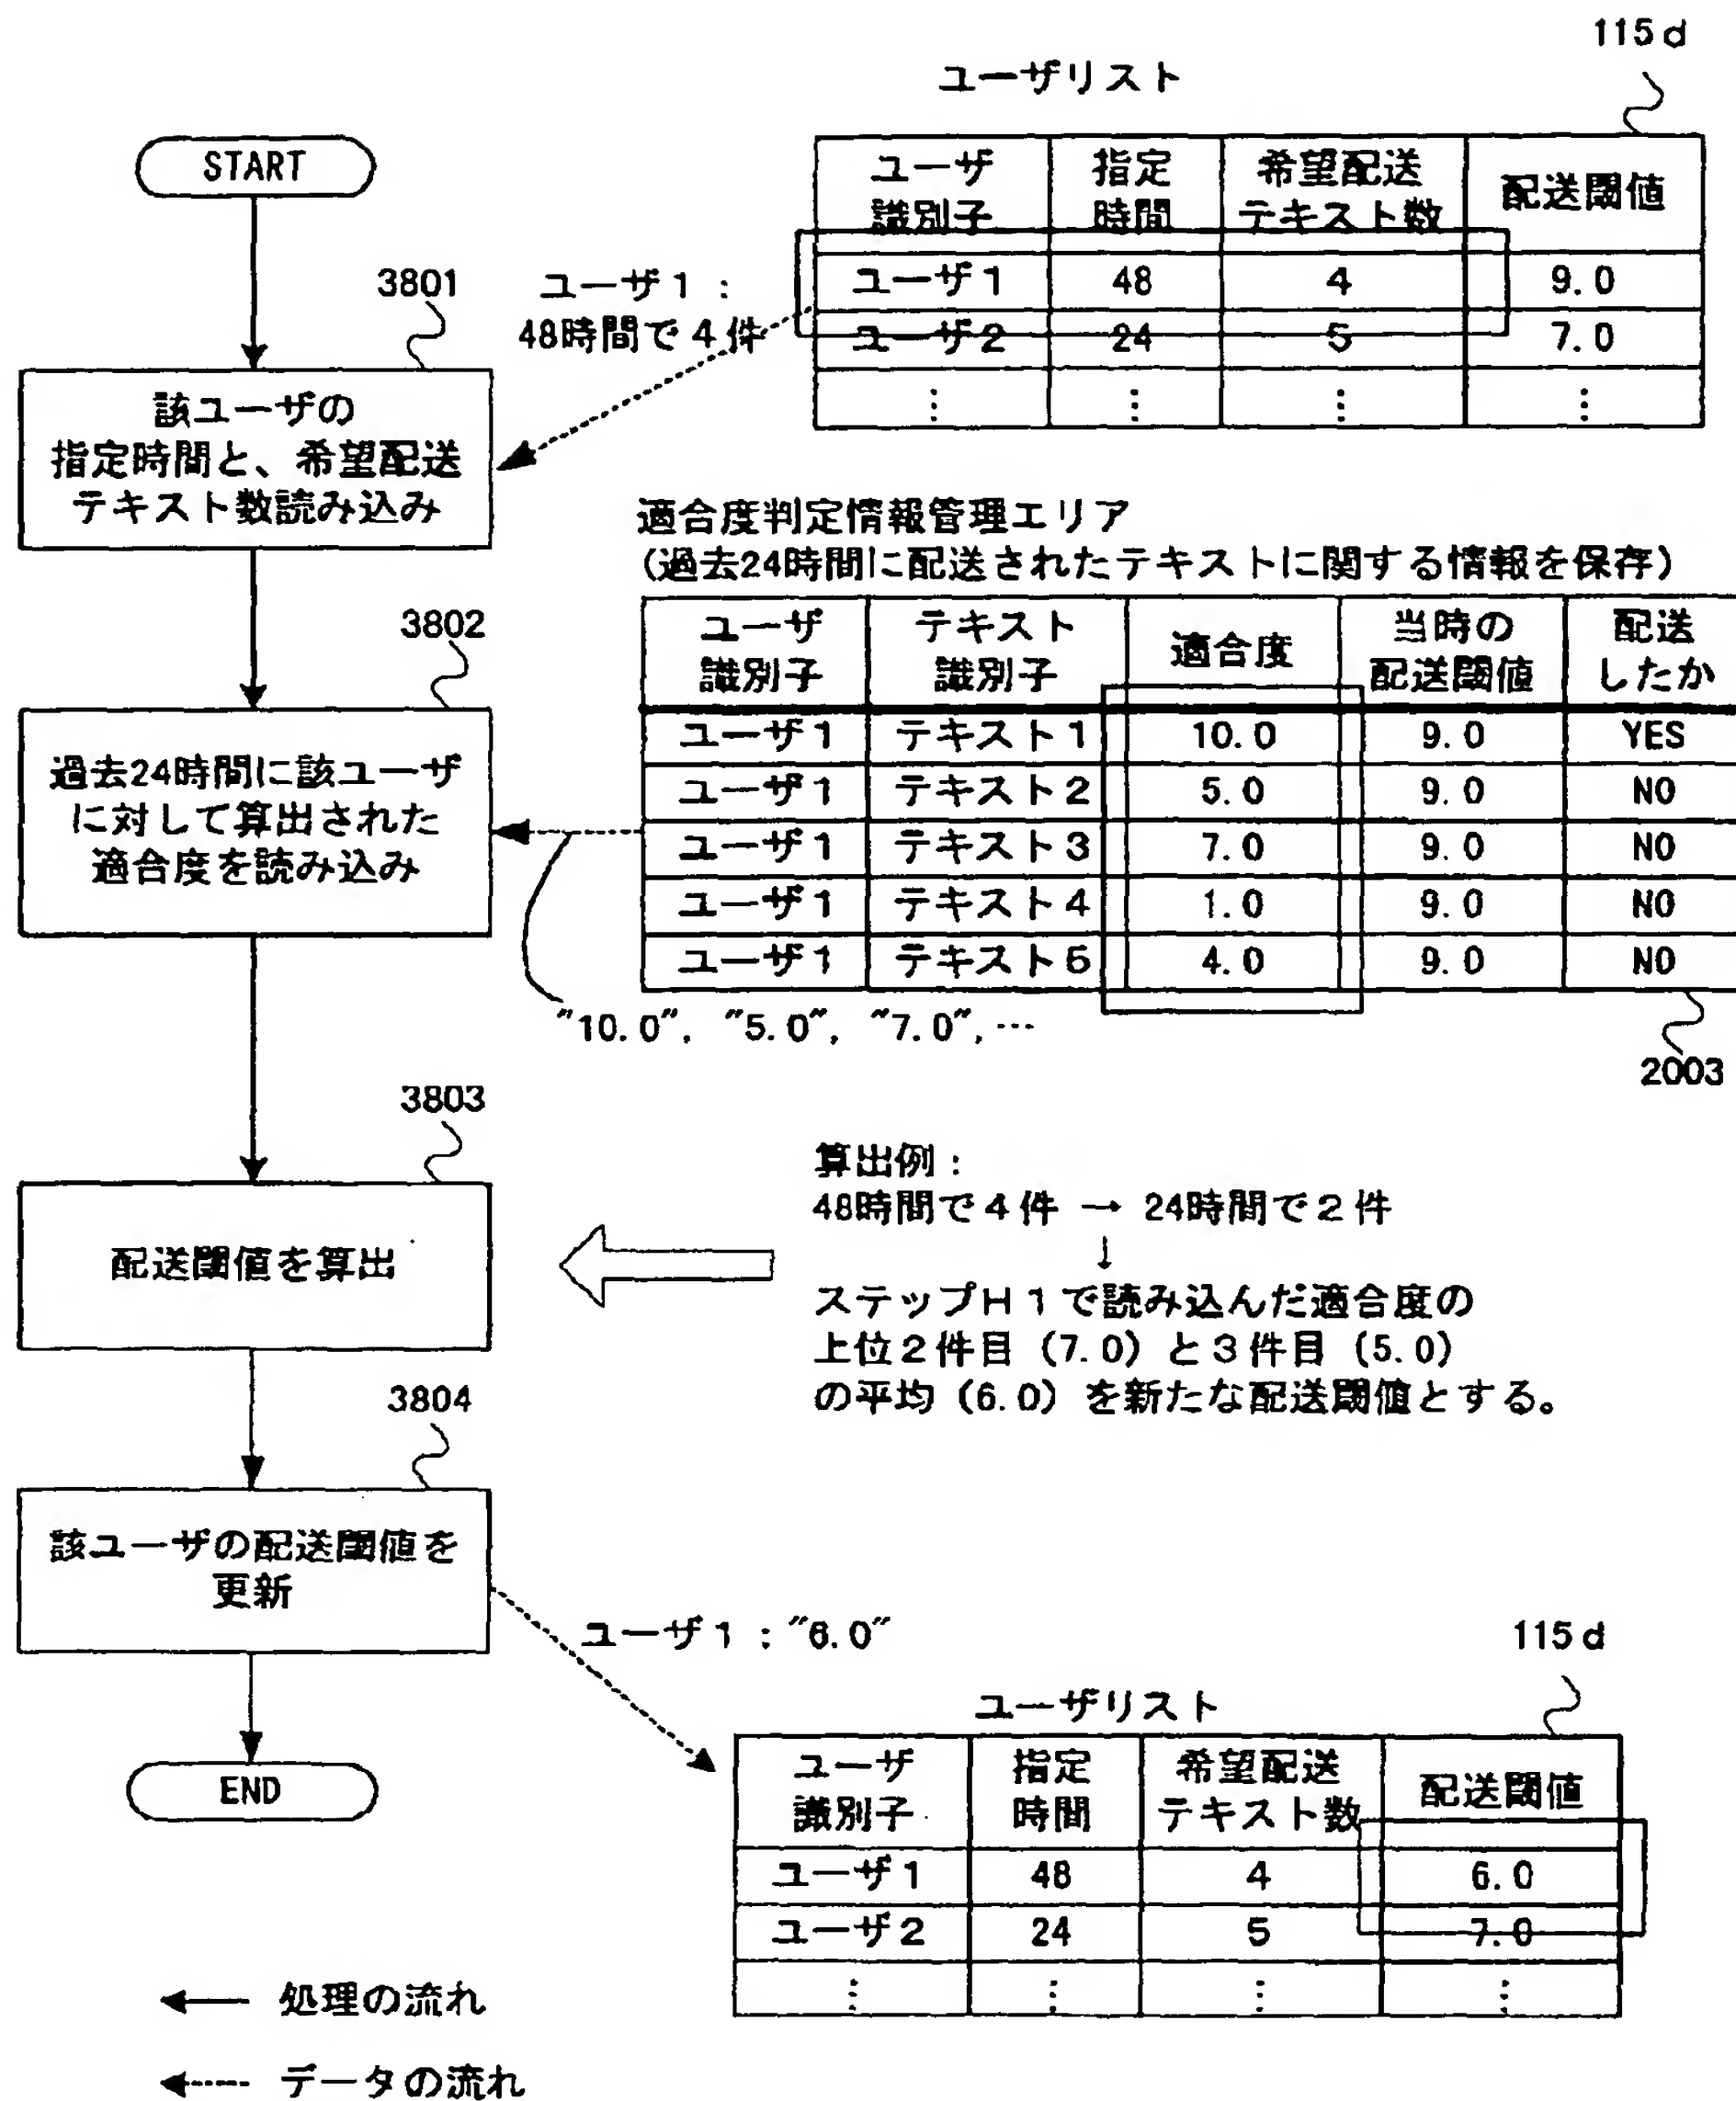 115d
ユーザリスト
START
ユーザ 指定 希望配送 配送閾値
識別子 時間 テキスト数
ユーザ1 48 4 9.0
ユーザ2 24 5 7.0
⋮ ⋮ ⋮ ⋮
3801
ユーザ1：
48時間で4件
該ユーザの
指定時間と、希望配送
テキスト数読み込み
適合度判定情報管理エリア
（過去24時間に配送されたテキストに関する情報を保存）
3802
ユーザ テキスト 適合度 当時の 配送
識別子 識別子 配送閾値 したか
ユーザ1 テキスト1 10.0 9.0 YES
ユーザ1 テキスト2 5.0 9.0 NO
ユーザ1 テキスト3 7.0 9.0 NO
ユーザ1 テキスト4 1.0 9.0 NO
ユーザ1 テキスト5 4.0 9.0 NO
過去24時間に該ユーザ
に対して算出された
適合度を読み込み
"10.0", "5.0", "7.0",…
2003
3803
配送閾値を算出
算出例：
48時間で4件 → 24時間で2件
↓
ステップH1で読み込んだ適合度の
上位2件目（7.0）と3件目（5.0）
の平均（6.0）を新たな配送閾値とする。
3804
該ユーザの配送閾値を
更新
ユーザ1："6.0"
115d
ユーザリスト
END
ユーザ 指定 希望配送 配送閾値
識別子 時間 テキスト数
ユーザ1 48 4 6.0
ユーザ2 24 5 7.0
⋮ ⋮ ⋮ ⋮
処理の流れ
データの流れ